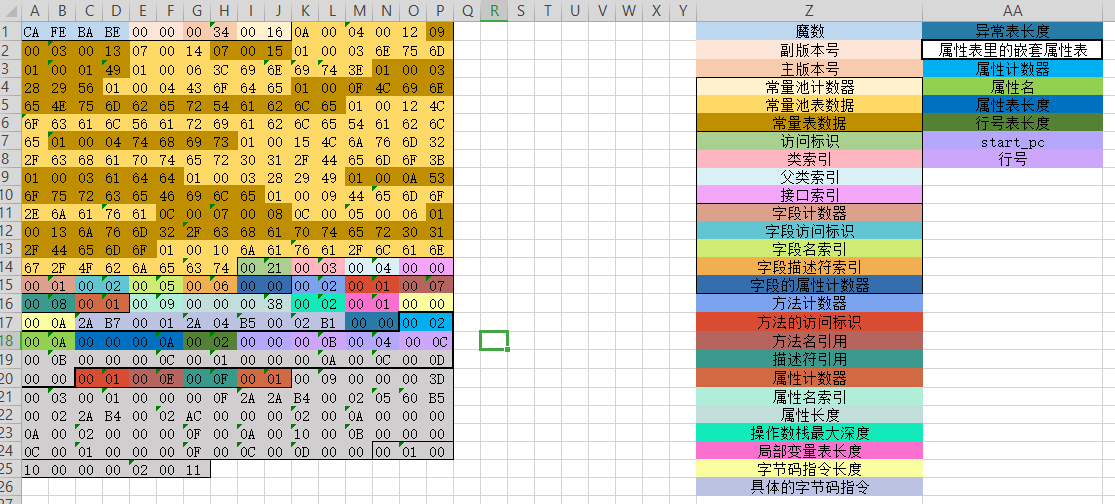 A B C D E F G H I J K L M N O P Q R S T U V W X Y Z AA
1 CA FE BA BE 00 00 00 34 00 16 0A 00 04 00 12 09 魔数 异常表长度
2 00 03 00 13 07 00 14 07 00 15 01 00 03 6E 75 6D 副版本号 属性表里的嵌套属性表
3 01 00 01 49 01 00 06 3C 69 6E 69 74 3E 01 00 03 主版本号 属性计数器
4 28 29 56 01 00 04 43 6F 64 65 01 00 0F 4C 69 6E 常量池计数器 属性名
5 65 4E 75 6D 62 65 72 54 61 62 6C 65 01 00 12 4C 常量池表数据 属性表长度
6 6F 63 61 6C 56 61 72 69 61 62 6C 65 54 61 62 6C 常量表数据 行号表长度
7 65 01 00 04 74 68 69 73 01 00 15 4C 6A 76 6D 32 访问标识 start_pc
8 2F 63 68 61 70 74 65 72 30 31 2F 44 65 6D 6F 3B 类索引 行号
9 01 00 03 61 64 64 01 00 03 28 29 49 01 00 0A 53 父类索引
10 6F 75 72 63 65 46 69 6C 65 01 00 09 44 65 6D 6F 接口索引
11 2E 6A 61 76 61 0C 00 07 00 08 0C 00 05 00 06 01 字段计数器
12 00 13 6A 76 6D 32 2F 63 68 61 70 74 65 72 30 31 字段访问标识
13 2F 44 65 6D 6F 01 00 10 6A 61 76 61 2F 6C 61 6E 字段名索引
14 67 2F 4F 62 6A 65 63 74 00 21 00 03 00 04 00 00 字段描述符索引
15 00 01 00 02 00 05 00 06 00 00 00 02 00 01 00 07 字段的属性计数器
16 00 08 00 01 00 09 00 00 00 38 00 02 00 01 00 00 方法计数器
17 00 0A 2A B7 00 01 2A 04 B5 00 02 B1 00 00 00 02 方法的访问标识
18 00 0A 00 00 00 0A 00 02 00 00 00 0B 00 04 00 0C 方法名引用
19 00 0B 00 00 00 0C 00 01 00 00 00 0A 00 0C 00 0D 描述符引用
20 00 00 00 01 00 0E 00 0F 00 01 00 09 00 00 00 3D 属性计数器
21 00 03 00 01 00 00 00 0F 2A 2A B4 00 02 05 60 B5 属性名索引
22 00 02 2A B4 00 02 AC 00 00 00 02 00 0A 00 00 00 属性长度
23 0A 00 02 00 00 00 0F 00 0A 00 10 00 0B 00 00 00 操作数栈最大深度
24 0C 00 01 00 00 00 0F 00 0C 00 0D 00 00 00 01 00 局部变量表长度
25 10 00 00 00 02 00 11 字节码指令长度
26 具体的字节码指令